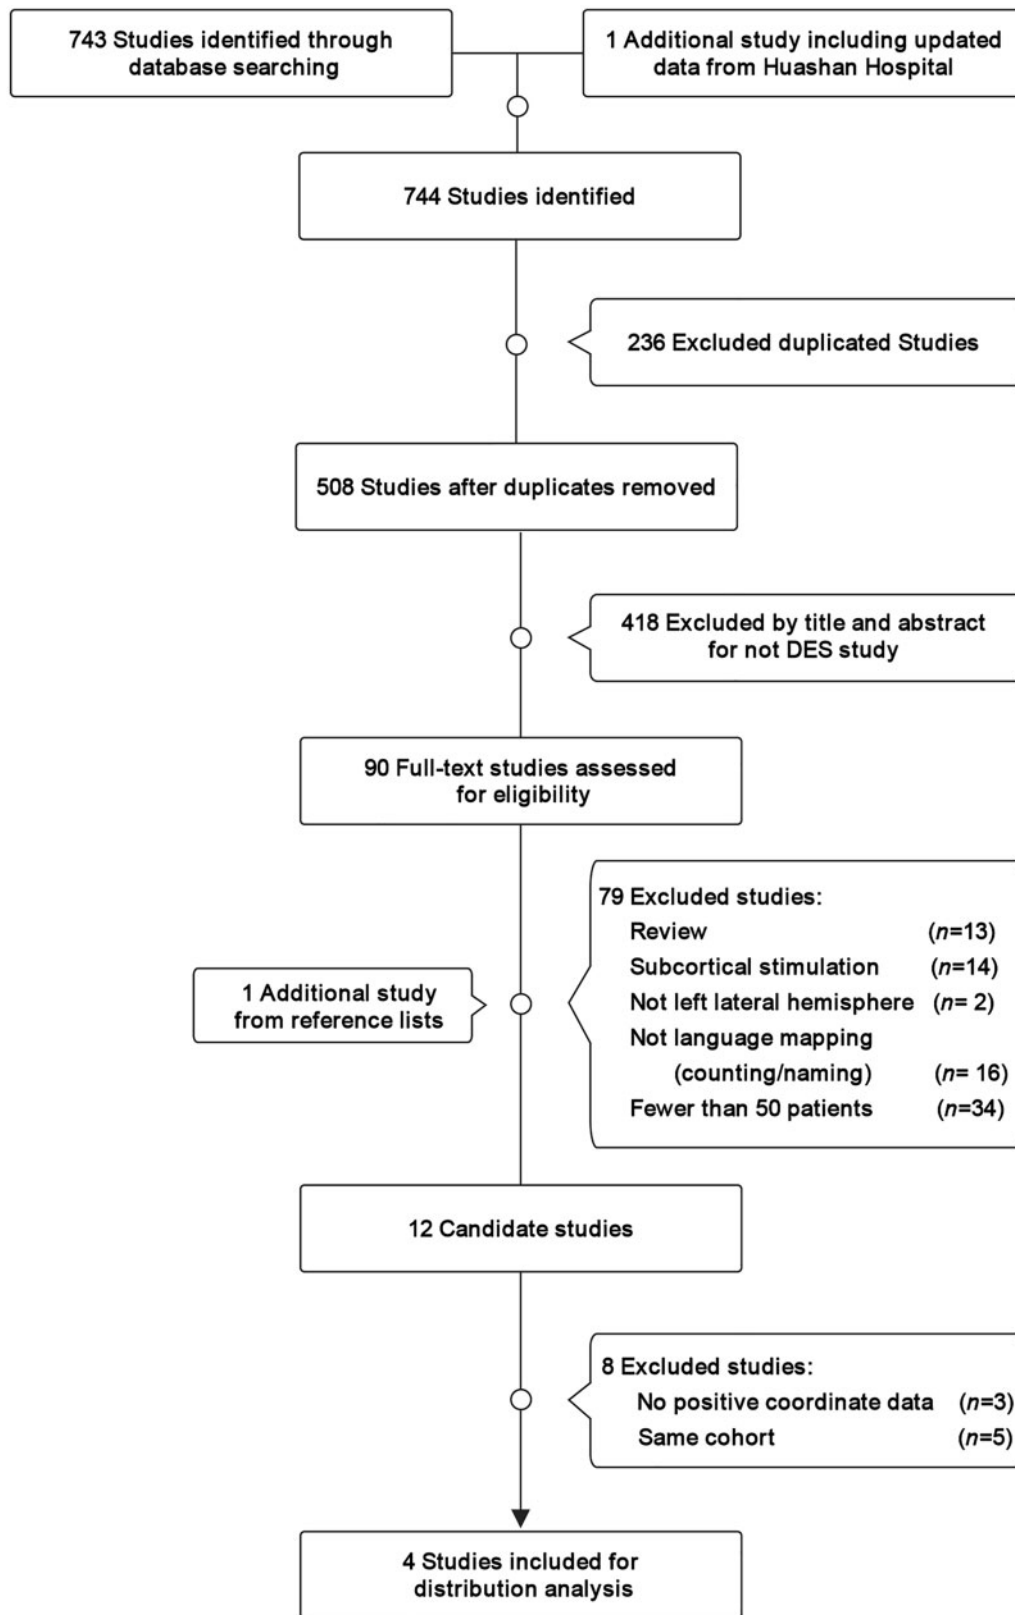 743 Studies identified through
database searching
1 Additional study including updated
data from Huashan Hospital
744 Studies identified
236 Excluded duplicated Studies
508 Studies after duplicates removed
418 Excluded by title and abstract
for not DES study
90 Full-text studies assessed
for eligibility
79 Excluded studies:
Review (n=13)
Subcortical stimulation (n=14)
Not left lateral hemisphere (n= 2)
Not language mapping
(counting/naming) (n= 16)
Fewer than 50 patients (n=34)
1 Additional study
from reference lists
12 Candidate studies
8 Excluded studies:
No positive coordinate data (n=3)
Same cohort (n=5)
4 Studies included for
distribution analysis